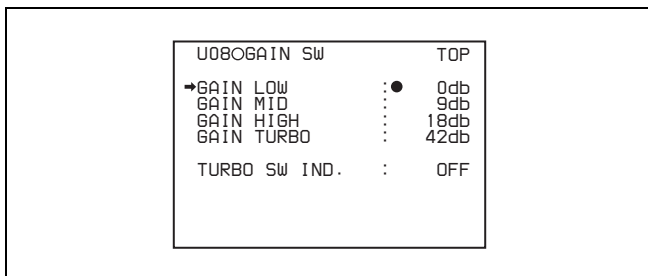 U08○GAIN SW TOP
➡GAIN LOW :● 0db
GAIN MID : 9db
GAIN HIGH : 18db
GAIN TURBO : 42db
TURBO SW IND. : OFF